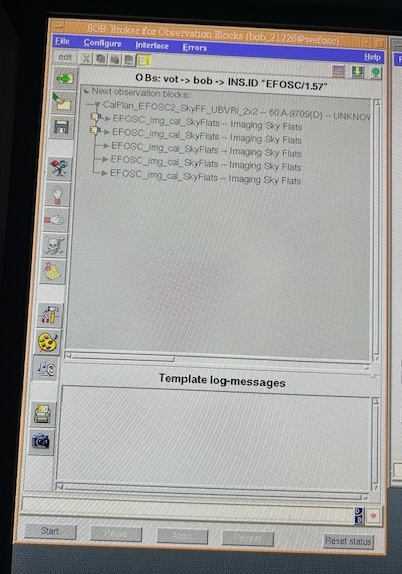 BOB Broker for Observation Blocks (bob_21226@wefosc)
File Configure Interface Errors Help
edit
OBs: vot -> bob -> INS.ID "EFOSC/1.57"
Next observation blocks:
CalPlan_EFOSC2_SkyFF_UBVRi_2x2 -- 60.A-9709(D) -- UNKNOW
EFOSC_img_cal_SkyFlats -- Imaging Sky Flats
EFOSC_img_cal_SkyFlats -- Imaging Sky Flats
EFOSC_img_cal_SkyFlats -- Imaging Sky Flats
EFOSC_img_cal_SkyFlats -- Imaging Sky Flats
EFOSC_img_cal_SkyFlats -- Imaging Sky Flats
Template log-messages
Start Pause Abort Repeat Reset status